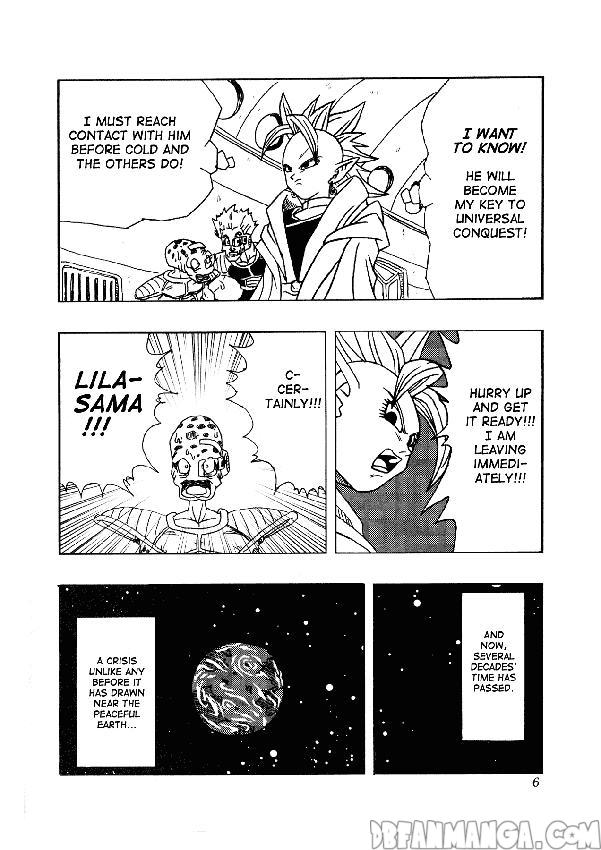 I WANT
TO KNOW!
HE WILL
BECOME
MY KEY TO
UNIVERSAL
CONQUEST!
I MUST REACH
CONTACT WITH HIM
BEFORE COLD AND
THE OTHERS DO!
HURRY UP
AND GET
IT READY!!!
I AM
LEAVING
IMMEDI-
ATELY!!!
C-
CER-
TAINLY!!!
LILA-
SAMA
!!!
AND
NOW,
SEVERAL
DECADES'
TIME HAS
PASSED.
A CRISIS
UNLIKE ANY
BEFORE IT
HAS DRAWN
NEAR THE
PEACEFUL
EARTH...
6
DBFANMANGA.COM